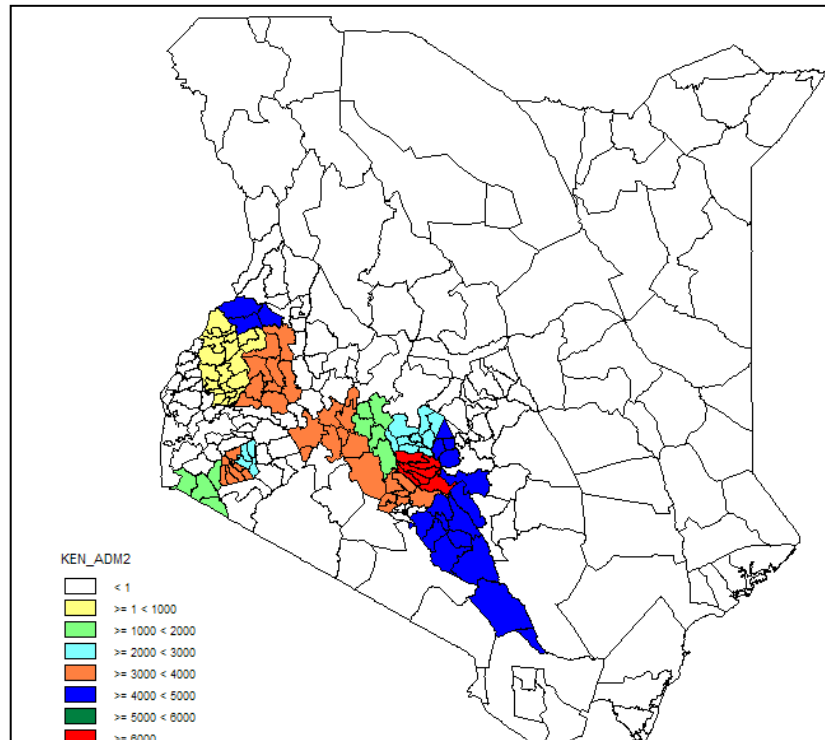 KEN_ADM2
< 1
>= 1 < 1000
>= 1000 < 2000
>= 2000 < 3000
>= 3000 < 4000
>= 4000 < 5000
>= 5000 < 6000
>= 6000